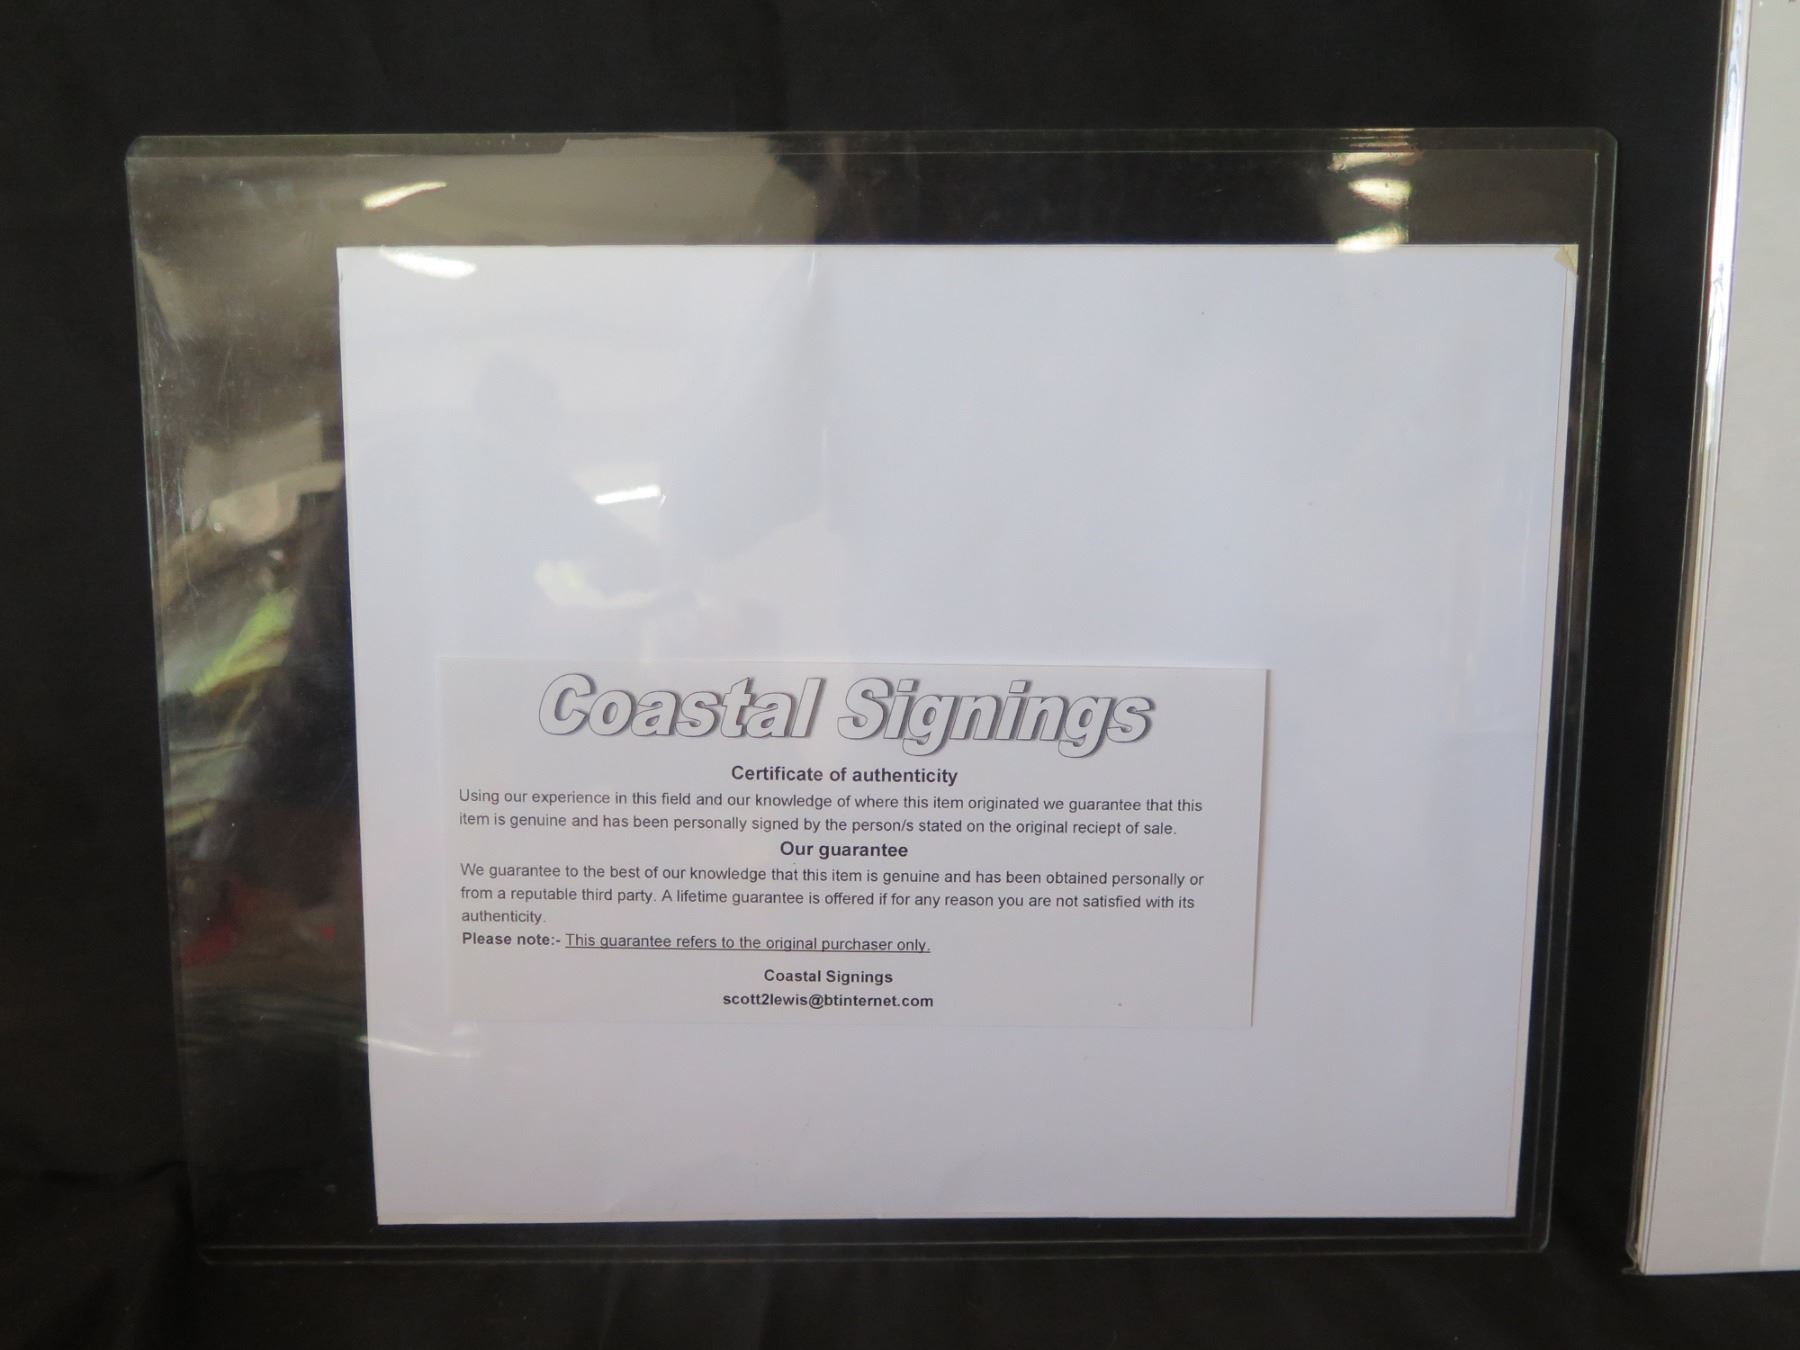 Coastal Signings
Certificate of authenticity
Using our experience in this field and our knowledge of where this item originated we guarantee that this
item is genuine and has been personally signed by the person/s stated on the original reciept of sale.
Our guarantee
We guarantee to the best of our knowledge that this item is genuine and has been obtained personally or
from a reputable third party. A lifetime guarantee is offered if for any reason you are not satisfied with its
authenticity.
Please note:- This guarantee refers to the original purchaser only.
Coastal Signings
scott2lewis@btinternet.com